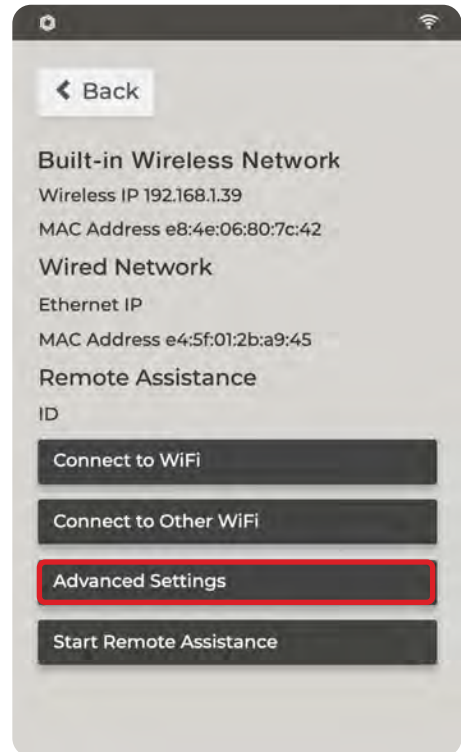 Back
Built-in Wireless Network
Wireless IP 192.168.1.39
MAC Address e8:4e:06:80:7c:42
Wired Network
Ethernet IP
MAC Address e4:5f:01:2b:a9:45
Remote Assistance
ID
Connect to WiFi
Connect to Other WiFi
Advanced Settings
Start Remote Assistance